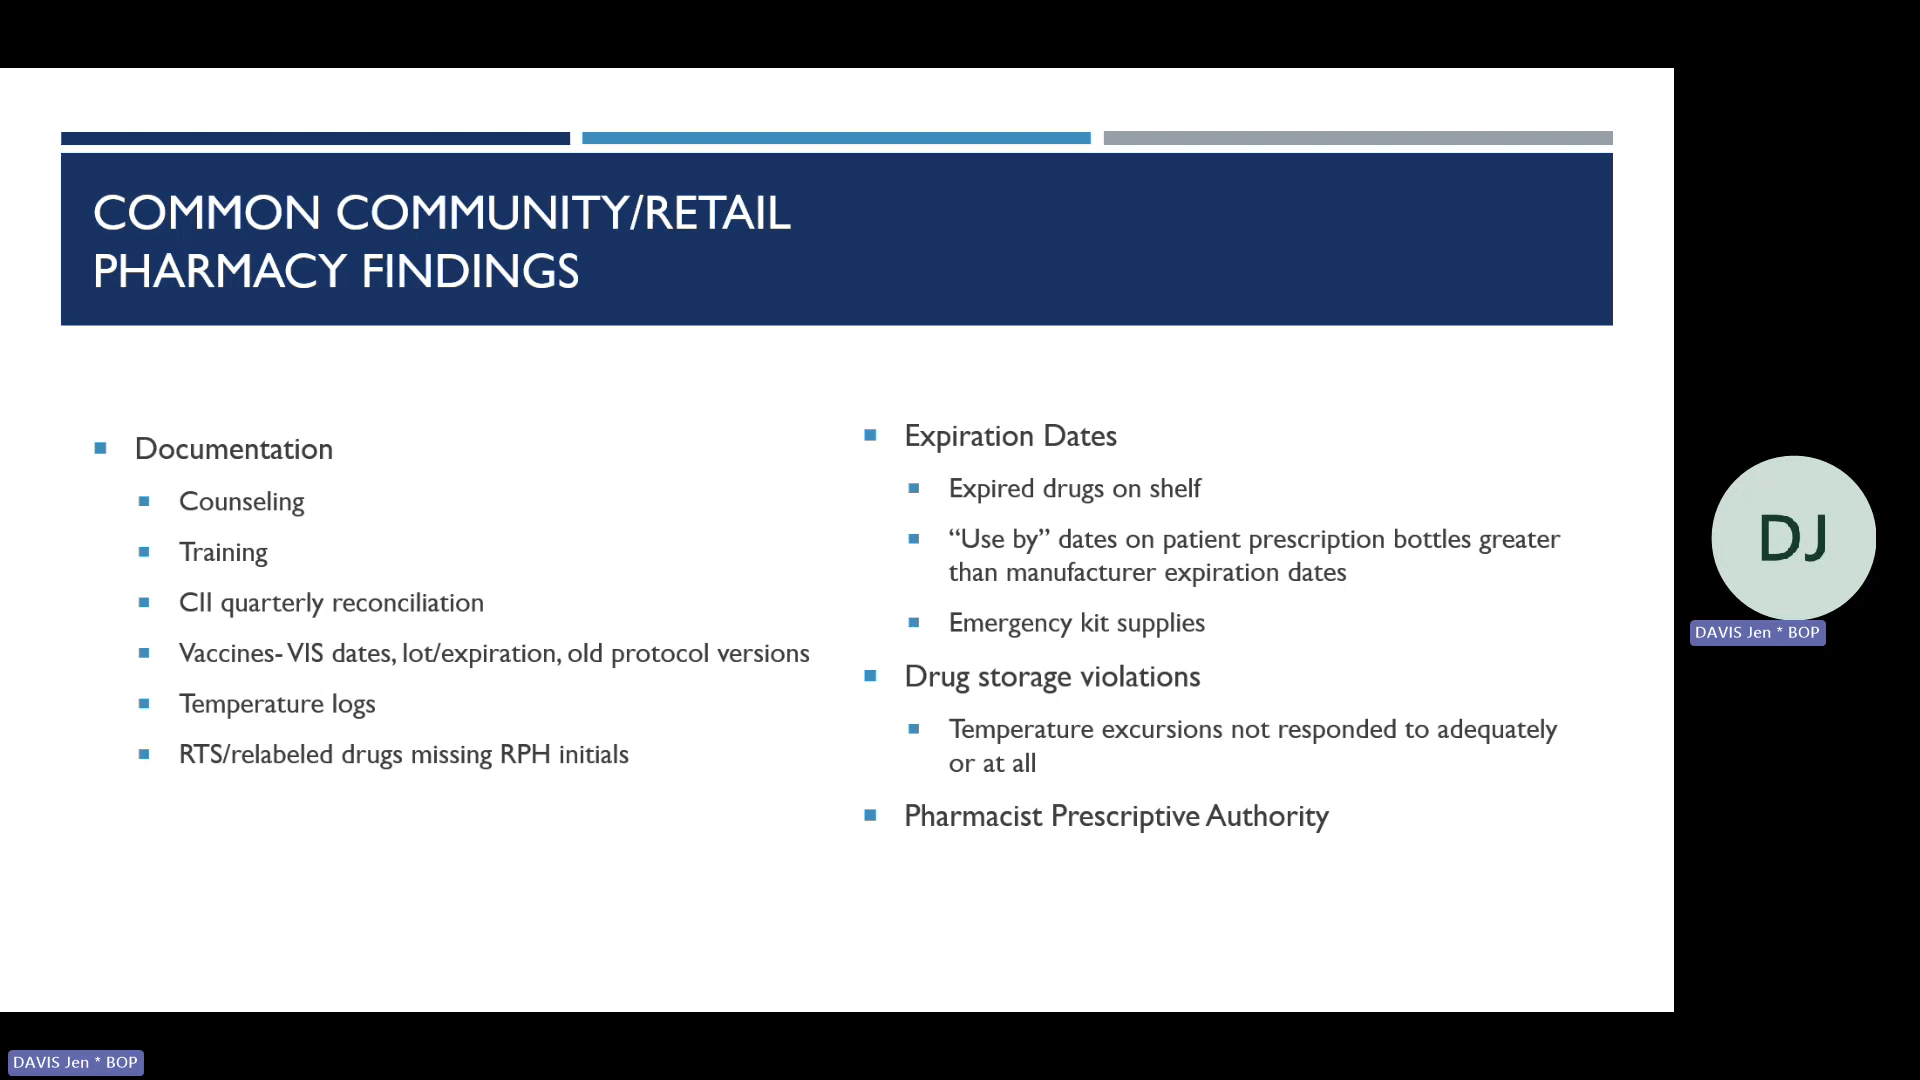 COMMON COMMUNITY/RETAIL
PHARMACY FINDINGS
Documentation
Counseling
Training
CII quarterly reconciliation
Vaccines- VIS dates, lot/expiration, old protocol versions
Temperature logs
RTS/relabeled drugs missing RPH initials
Expiration Dates
Expired drugs on shelf
“Use by” dates on patient prescription bottles greater
than manufacturer expiration dates
Emergency kit supplies
Drug storage violations
Temperature excursions not responded to adequately
or at all
Pharmacist Prescriptive Authority
DJ
DAVIS Jen * BOP
DAVIS Jen * BOP